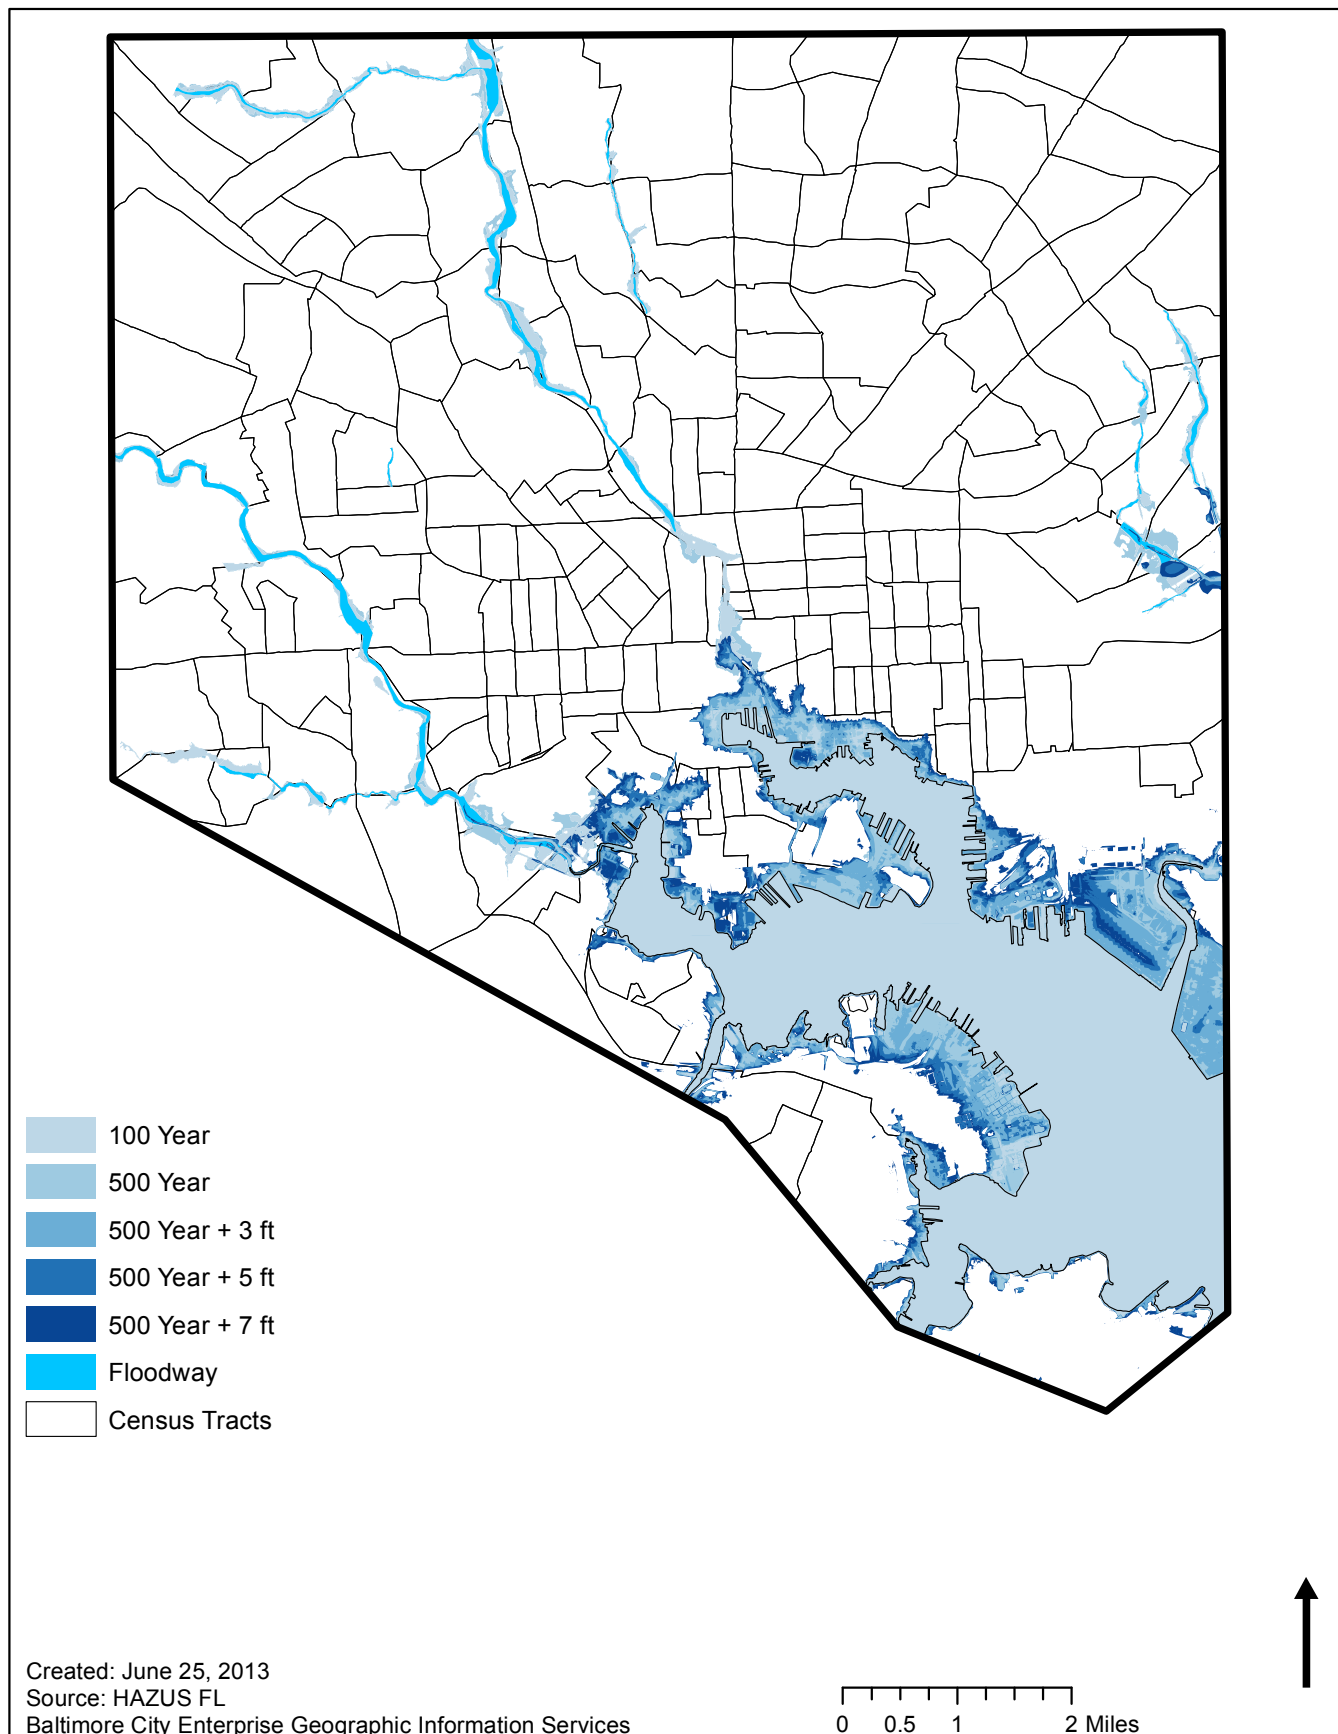 100 Year
500 Year
500 Year + 3 ft
500 Year + 5 ft
500 Year + 7 ft
Floodway
Census Tracts
Created: June 25, 2013
Source: HAZUS FL
Baltimore City Enterprise Geographic Information Services
0 0.5 1 2 Miles